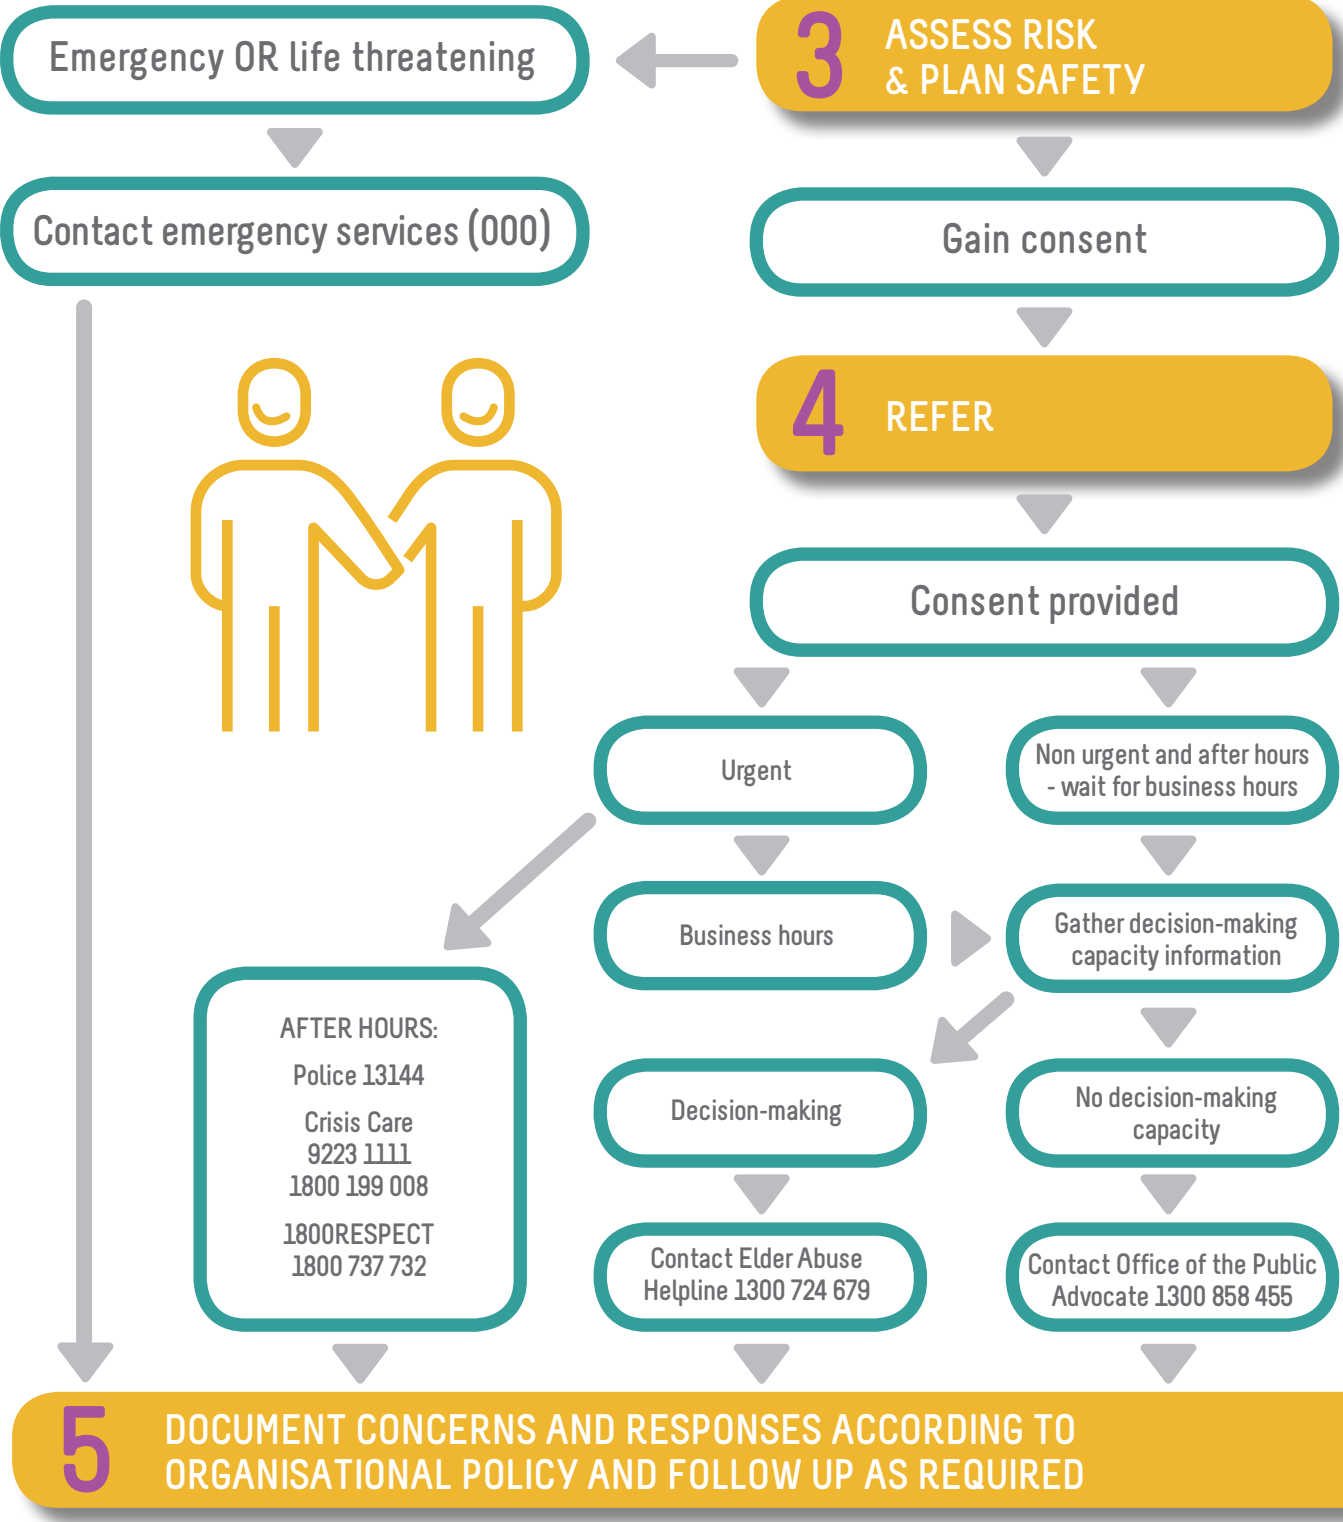 Emergency OR life threatening
3
ASSESS RISK
& PLAN SAFETY
Contact emergency services (000)
Gain consent
4
REFER
Consent provided
Urgent
Non urgent and after hours
- wait for business hours
Business hours
Gather decision-making
capacity information
AFTER HOURS:
Police 13144
Crisis Care
9223 1111
1800 199 008
1800RESPECT
1800 737 732
Decision-making
No decision-making
capacity
Contact Elder Abuse
Helpline 1300 724 679
Contact Office of the Public
Advocate 1300 858 455
5
DOCUMENT CONCERNS AND RESPONSES ACCORDING TO
ORGANISATIONAL POLICY AND FOLLOW UP AS REQUIRED